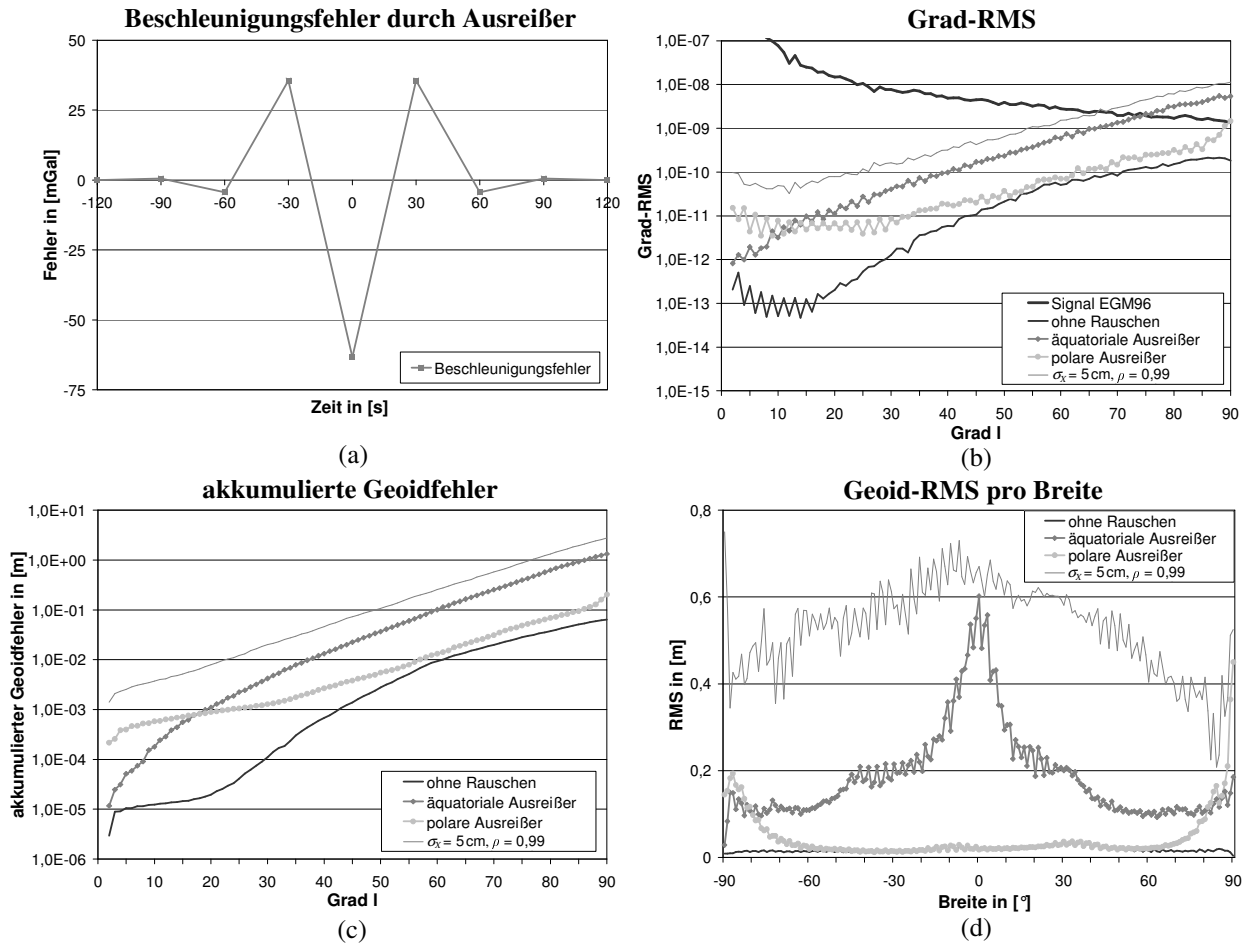 Beschleunigungsfehler durch Ausreißer
50
25
0
-25
-50
-75
-120 -90 -60 -30 0 30 60 90 120
Fehler in [mGal]
Zeit in [s]
Beschleunigungsfehler
(a)
Grad-RMS
1,0E-07
1,0E-08
1,0E-09
1,0E-10
1,0E-11
1,0E-12
1,0E-13
1,0E-14
1,0E-15
0 10 20 30 40 50 60 70 80 90
Grad-RMS
Grad l
Signal EGM96
ohne Rauschen
äquatoriale Ausreißer
polare Ausreißer
σx = 5 cm, ρ = 0,99
(b)
akkumulierte Geoidfehler
1,0E+01
1,0E+00
1,0E-01
1,0E-02
1,0E-03
1,0E-04
1,0E-05
1,0E-06
0 10 20 30 40 50 60 70 80 90
akkumulierter Geoidfehler in [m]
Grad l
ohne Rauschen
äquatoriale Ausreißer
polare Ausreißer
σx = 5 cm, ρ = 0,99
(c)
Geoid-RMS pro Breite
0,8
0,6
0,4
0,2
0
-90 -60 -30 0 30 60 90
RMS in [m]
Breite in [°]
ohne Rauschen
äquatoriale Ausreißer
polare Ausreißer
σx = 5 cm, ρ = 0,99
(d)